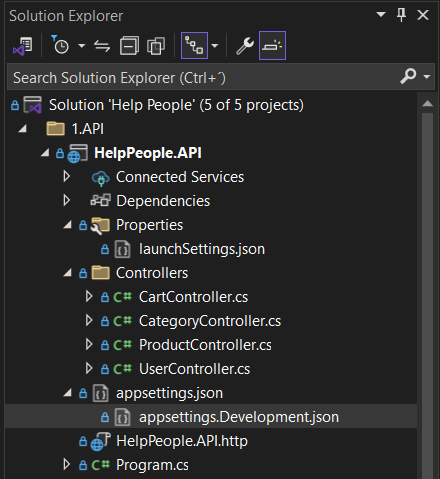 Solution Explorer
Search Solution Explorer (Ctrl+´)
Solution 'Help People' (5 of 5 projects)
1.API
HelpPeople.API
Connected Services
Dependencies
Properties
launchSettings.json
Controllers
C# CartController.cs
C# CategoryController.cs
C# ProductController.cs
C# UserController.cs
appsettings.json
appsettings.Development.json
HelpPeople.API.http
C# Program.cs